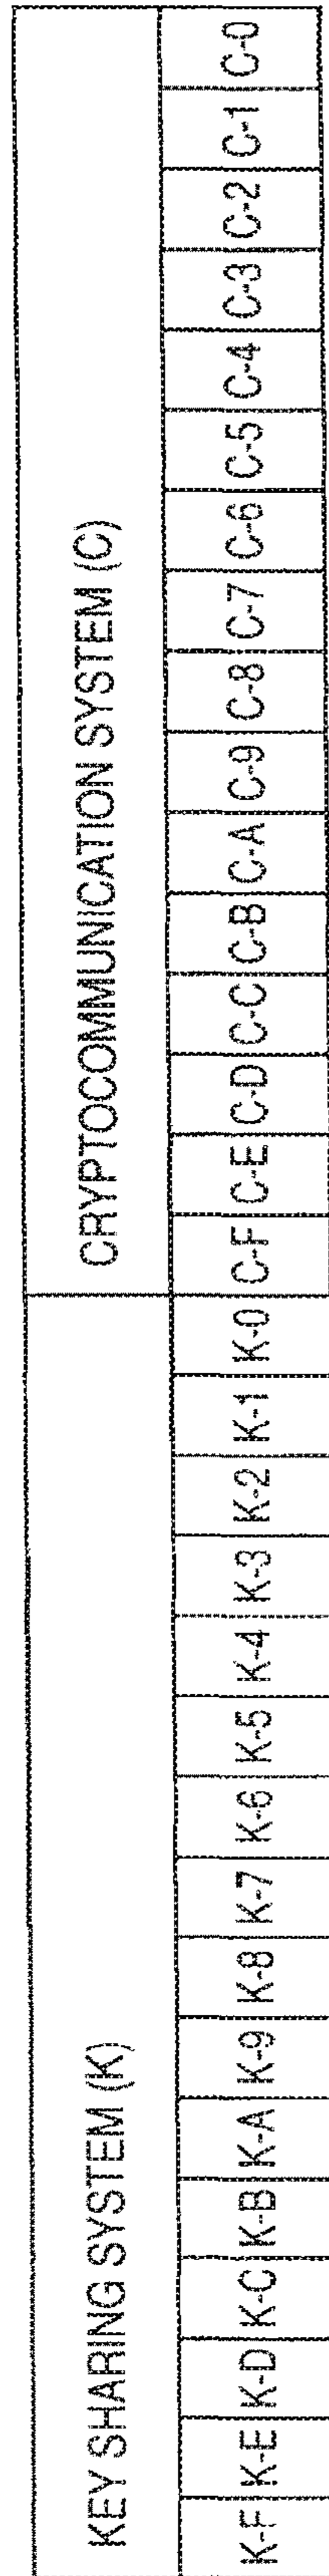 KEY SHARING SYSTEM (K)
CRYPTOCOMMUNICATION SYSTEM (C)
K-F K-E K-D K-C K-B K-A K-9 K-8 K-7 K-6 K-5 K-4 K-3 K-2 K-1 K-0 C-F C-E C-D C-C C-B C-A C-9 C-8 C-7 C-6 C-5 C-4 C-3 C-2 C-1 C-0